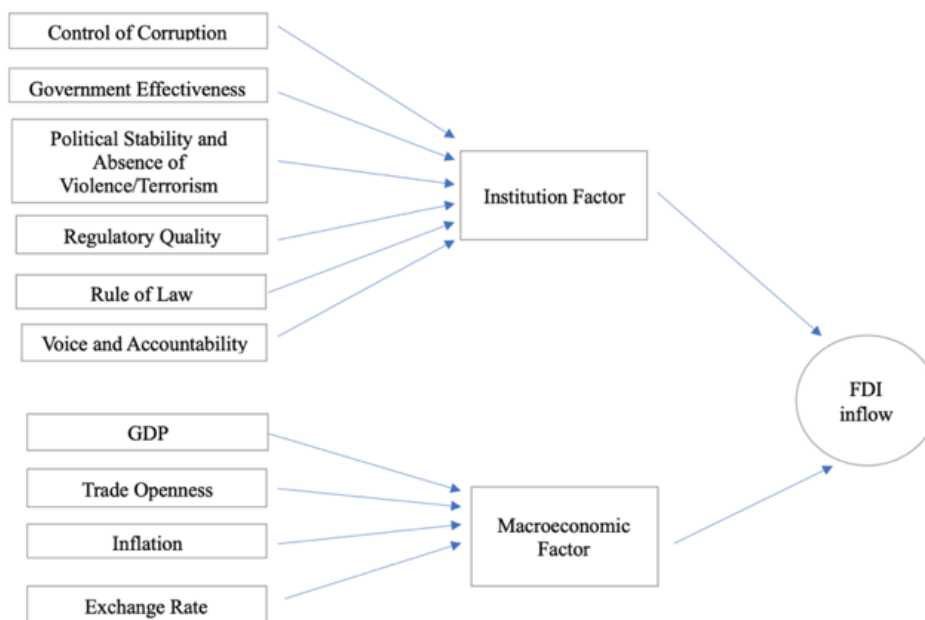 Control of Corruption
Government Effectiveness
Political Stability and
Absence of
Violence/Terrorism
Regulatory Quality
Rule of Law
Voice and Accountability
Institution Factor
GDP
Trade Openness
Inflation
Exchange Rate
Macroeconomic
Factor
FDI
inflow